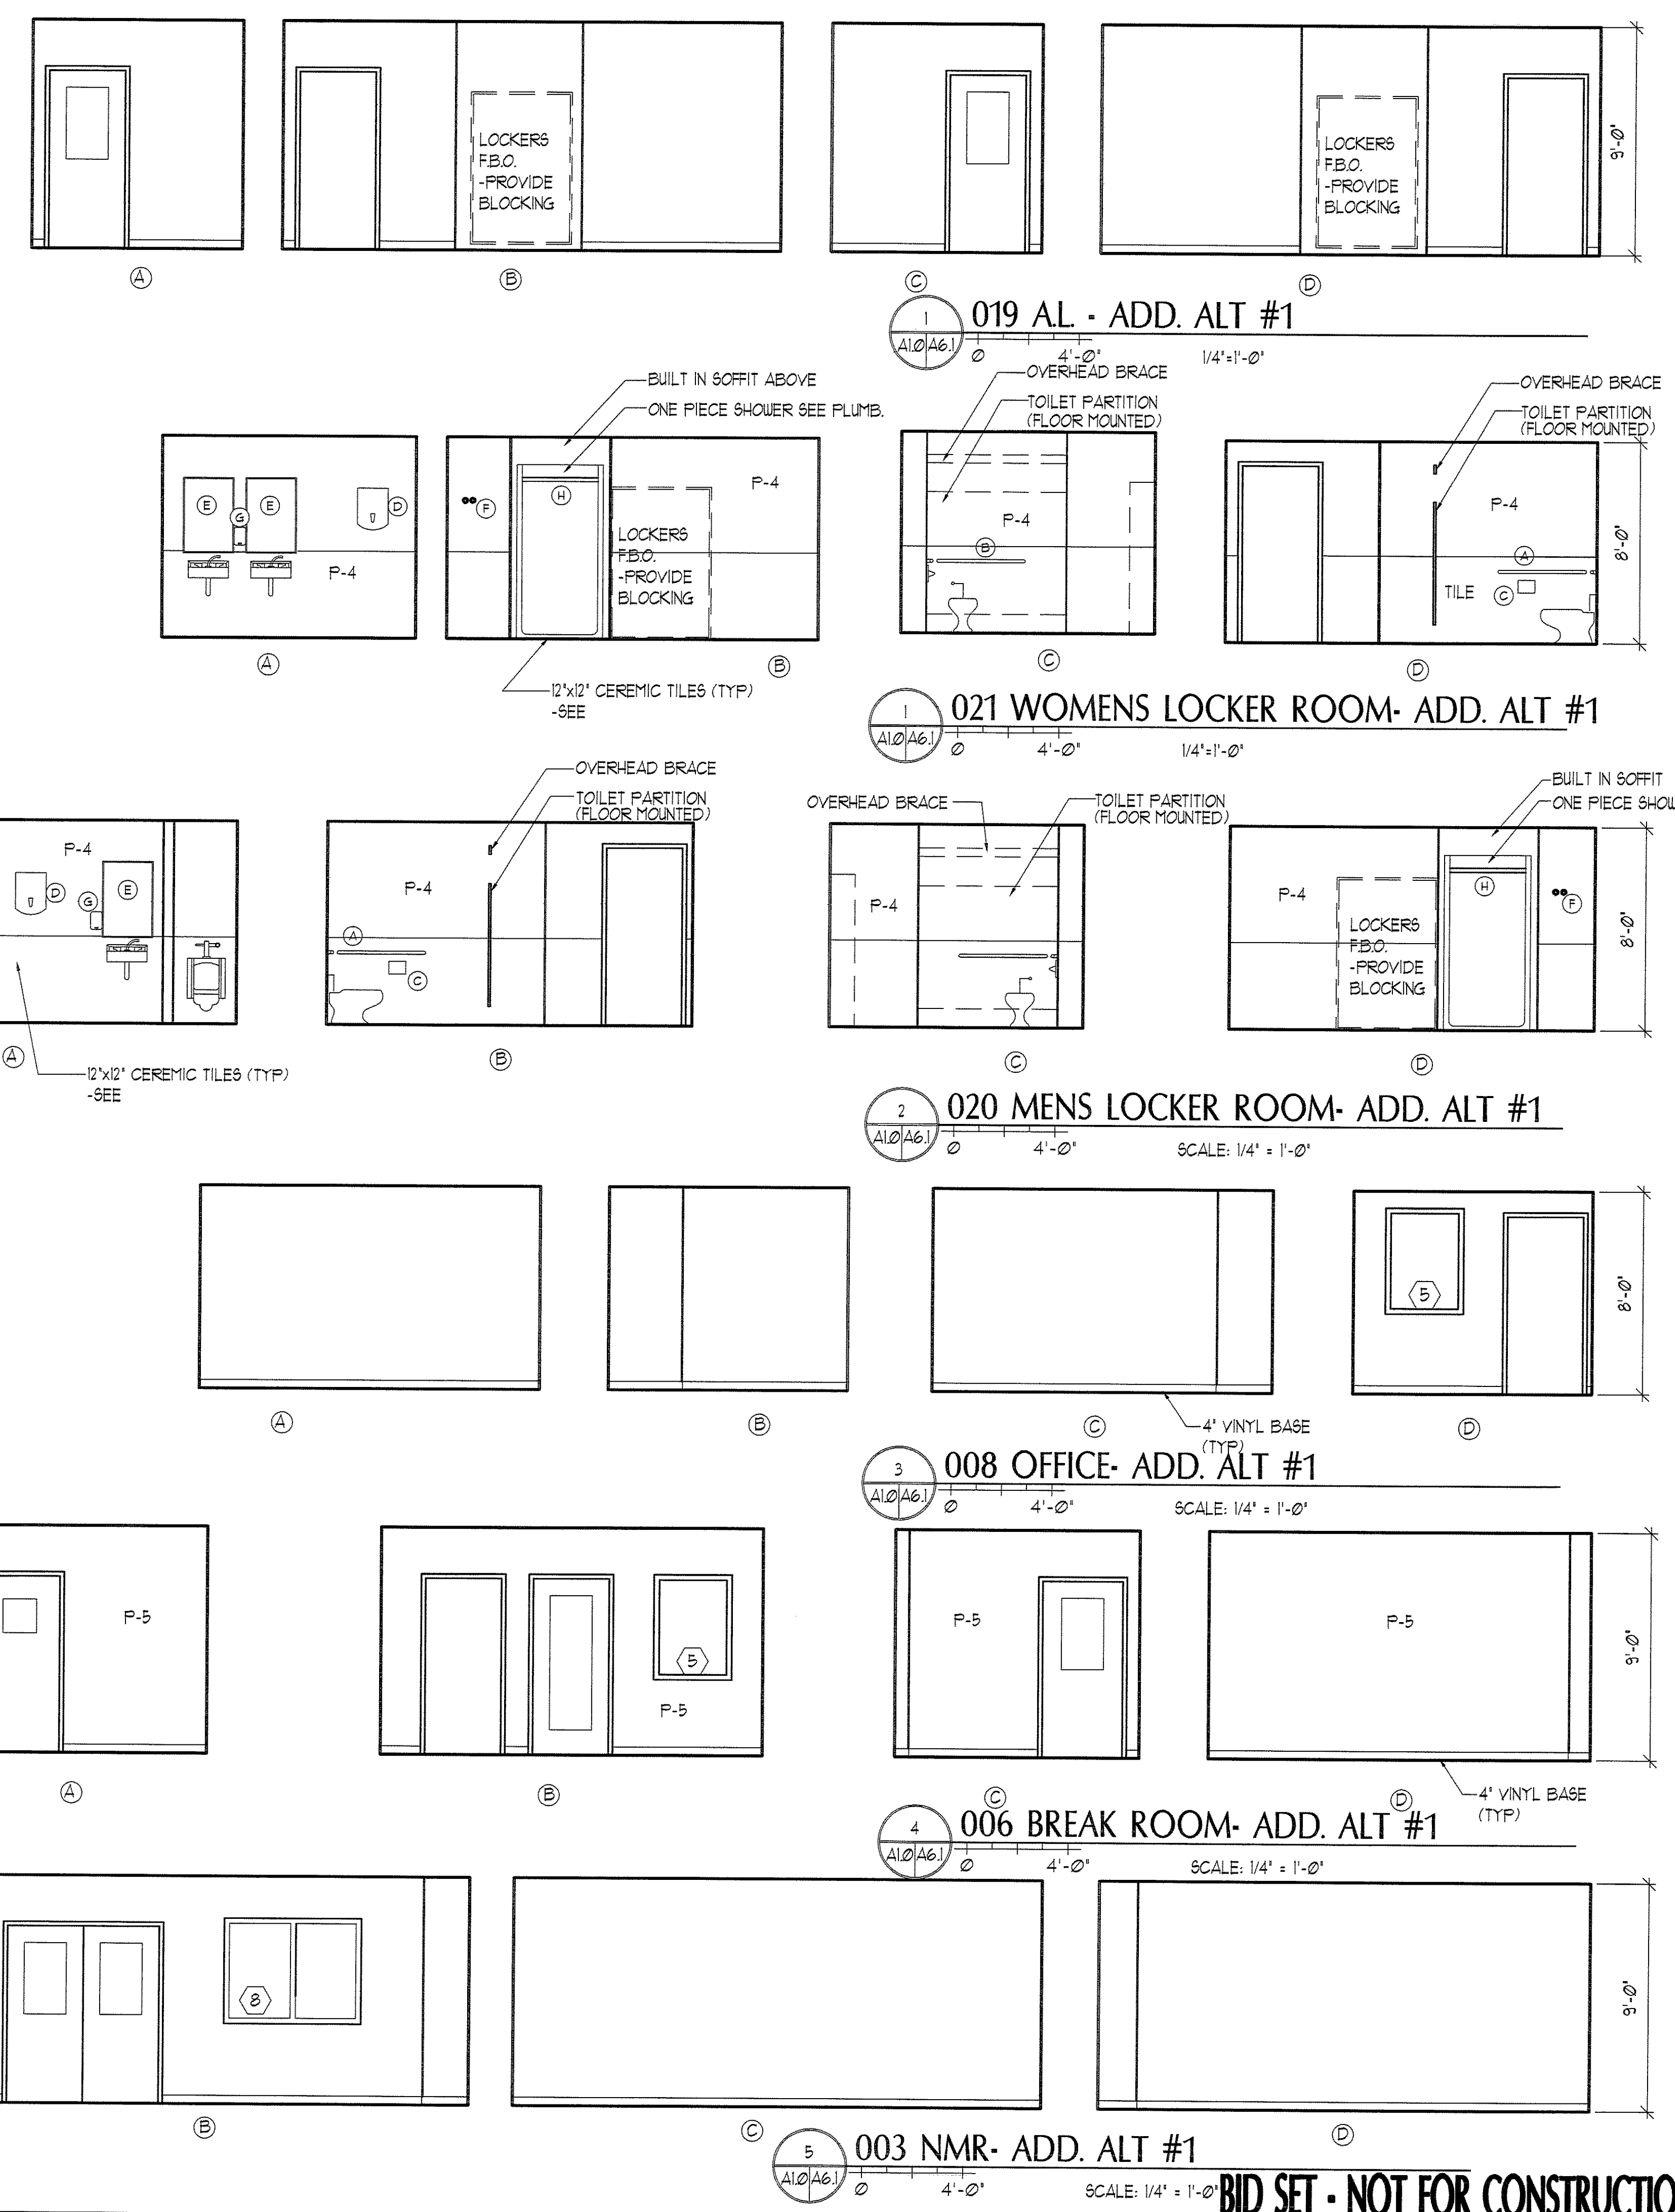 LOCKERS
F.B.O.
-PROVIDE
BLOCKING
LOCKERS
F.B.O.
-PROVIDE
BLOCKING
9'-0"
A
B
C
D
1
A1.0 A6.1
019 A.L. - ADD. ALT #1
0 4'-0" 1/4"=1'-0"
BUILT IN SOFFIT ABOVE
ONE PIECE SHOWER SEE PLUMB.
OVERHEAD BRACE
TOILET PARTITION
(FLOOR MOUNTED)
OVERHEAD BRACE
TOILET PARTITION
(FLOOR MOUNTED)
E
G
E
D
P-4
F
H
P-4
LOCKERS
F.B.O.
-PROVIDE
BLOCKING
P-4
B
P-4
A
TILE
C
8'-0"
A
B
C
D
12"x12" CEREMIC TILES (TYP)
-SEE
1
A1.0 A6.1
021 WOMENS LOCKER ROOM- ADD. ALT #1
0 4'-0" 1/4"=1'-0"
OVERHEAD BRACE
TOILET PARTITION
(FLOOR MOUNTED)
OVERHEAD BRACE
TOILET PARTITION
(FLOOR MOUNTED)
BUILT IN SOFFIT
ONE PIECE SHOW
P-4
D
G
E
P-4
A
C
P-4
P-4
H
F
LOCKERS
F.B.O.
-PROVIDE
BLOCKING
8'-0"
A
B
C
D
12"x12" CEREMIC TILES (TYP)
-SEE
2
A1.0 A6.1
020 MENS LOCKER ROOM- ADD. ALT #1
0 4'-0" SCALE: 1/4" = 1'-0"
5
8'-0"
A
B
C
D
4" VINYL BASE
(TYP)
3
A1.0 A6.1
008 OFFICE- ADD. ALT #1
0 4'-0" SCALE: 1/4" = 1'-0"
P-5
5
P-5
P-5
P-5
9'-0"
A
B
C
D
4" VINYL BASE
(TYP)
4
A1.0 A6.1
006 BREAK ROOM- ADD. ALT #1
0 4'-0" SCALE: 1/4" = 1'-0"
8
9'-0"
B
C
D
5
A1.0 A6.1
003 NMR- ADD. ALT #1
0 4'-0" SCALE: 1/4" = 1'-0"
BID SET - NOT FOR CONSTRUCTIO